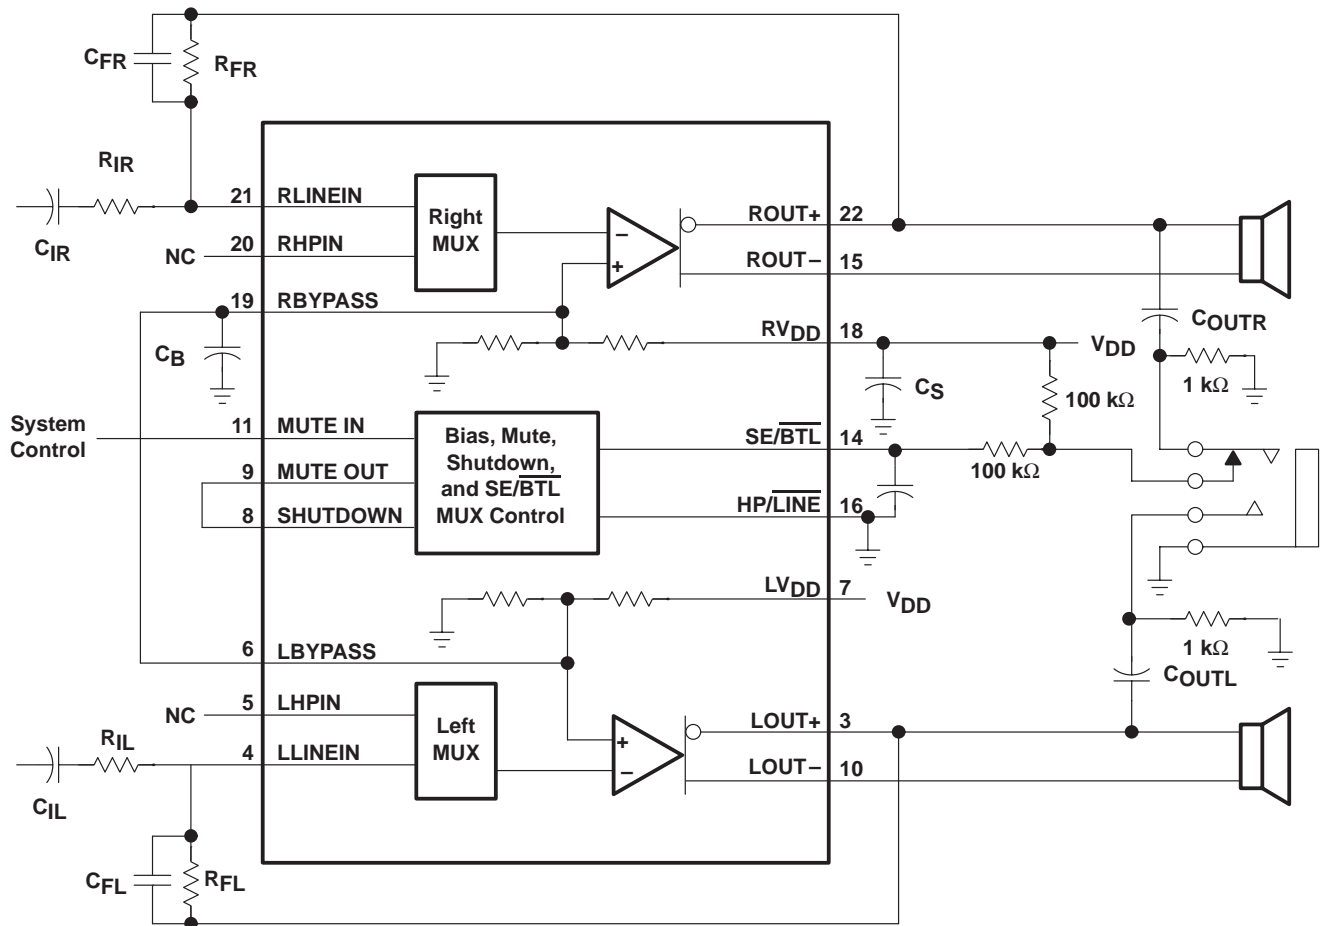 CFR
RFR
RIR
CIR
21 RLINEIN
NC 20 RHPIN
19 RBYPASS
CB
Right
MUX
–
+
ROUT+ 22
ROUT– 15
RVDD 18
VDD
CS
COUTR
1 kΩ
100 kΩ
100 kΩ
System
Control
11 MUTE IN
9 MUTE OUT
8 SHUTDOWN
Bias, Mute,
Shutdown,
and SE/BTL
MUX Control
SE/BTL 14
HP/LINE 16
LVDD 7
VDD
6 LBYPASS
1 kΩ
COUTL
NC 5 LHPIN
RIL
4 LLINEIN
CIL
Left
MUX
+
–
LOUT+ 3
LOUT– 10
CFL
RFL